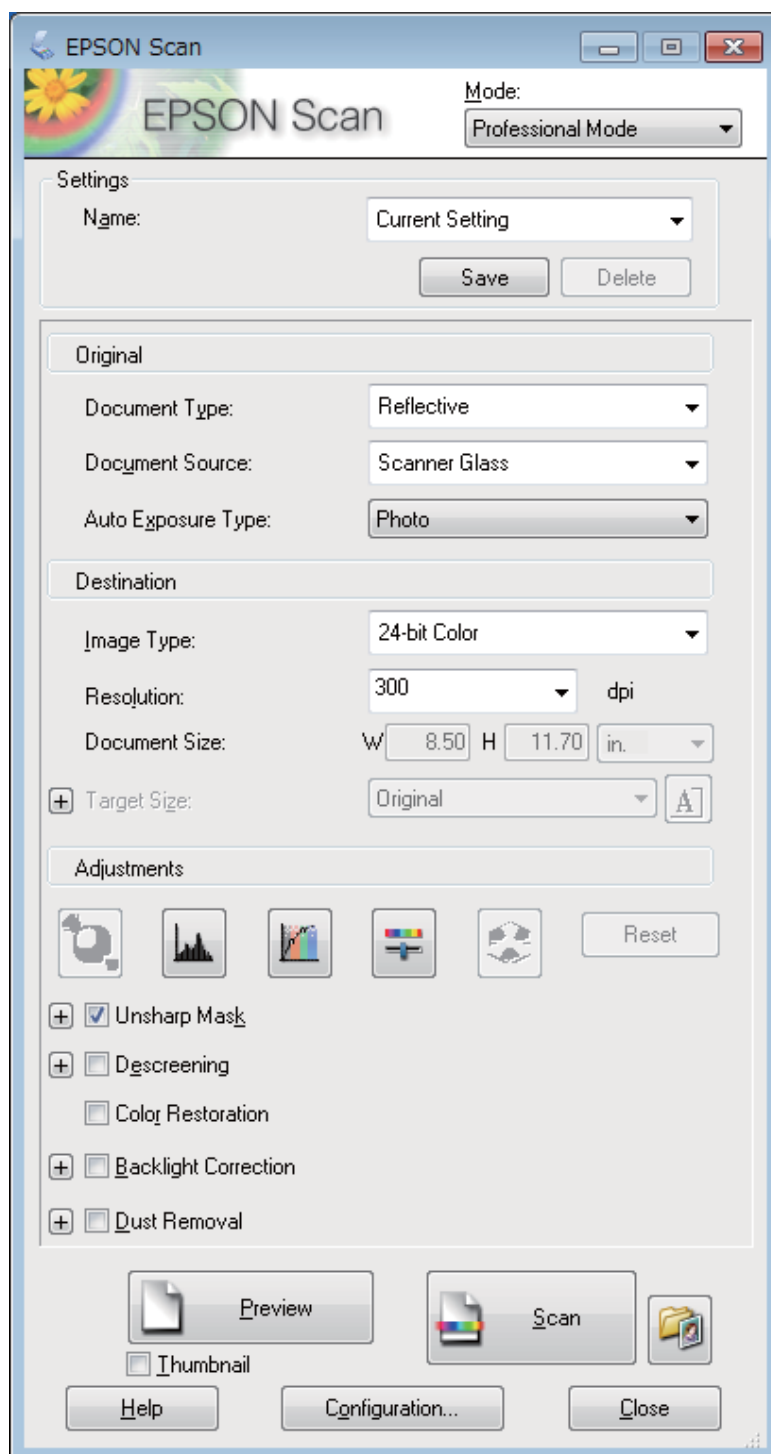 EPSON Scan
EPSON Scan
Mode:
Professional Mode
Settings
Name:
Current Setting
Save
Delete
Original
Document Type:
Reflective
Document Source:
Scanner Glass
Auto Exposure Type:
Photo
Destination
Image Type:
24-bit Color
Resolution:
300
dpi
Document Size:
W 8.50 H 11.70 in.
Target Size:
Original
A
Adjustments
Reset
Unsharp Mask
Descreening
Color Restoration
Backlight Correction
Dust Removal
Preview
Scan
Thumbnail
Help
Configuration...
Close